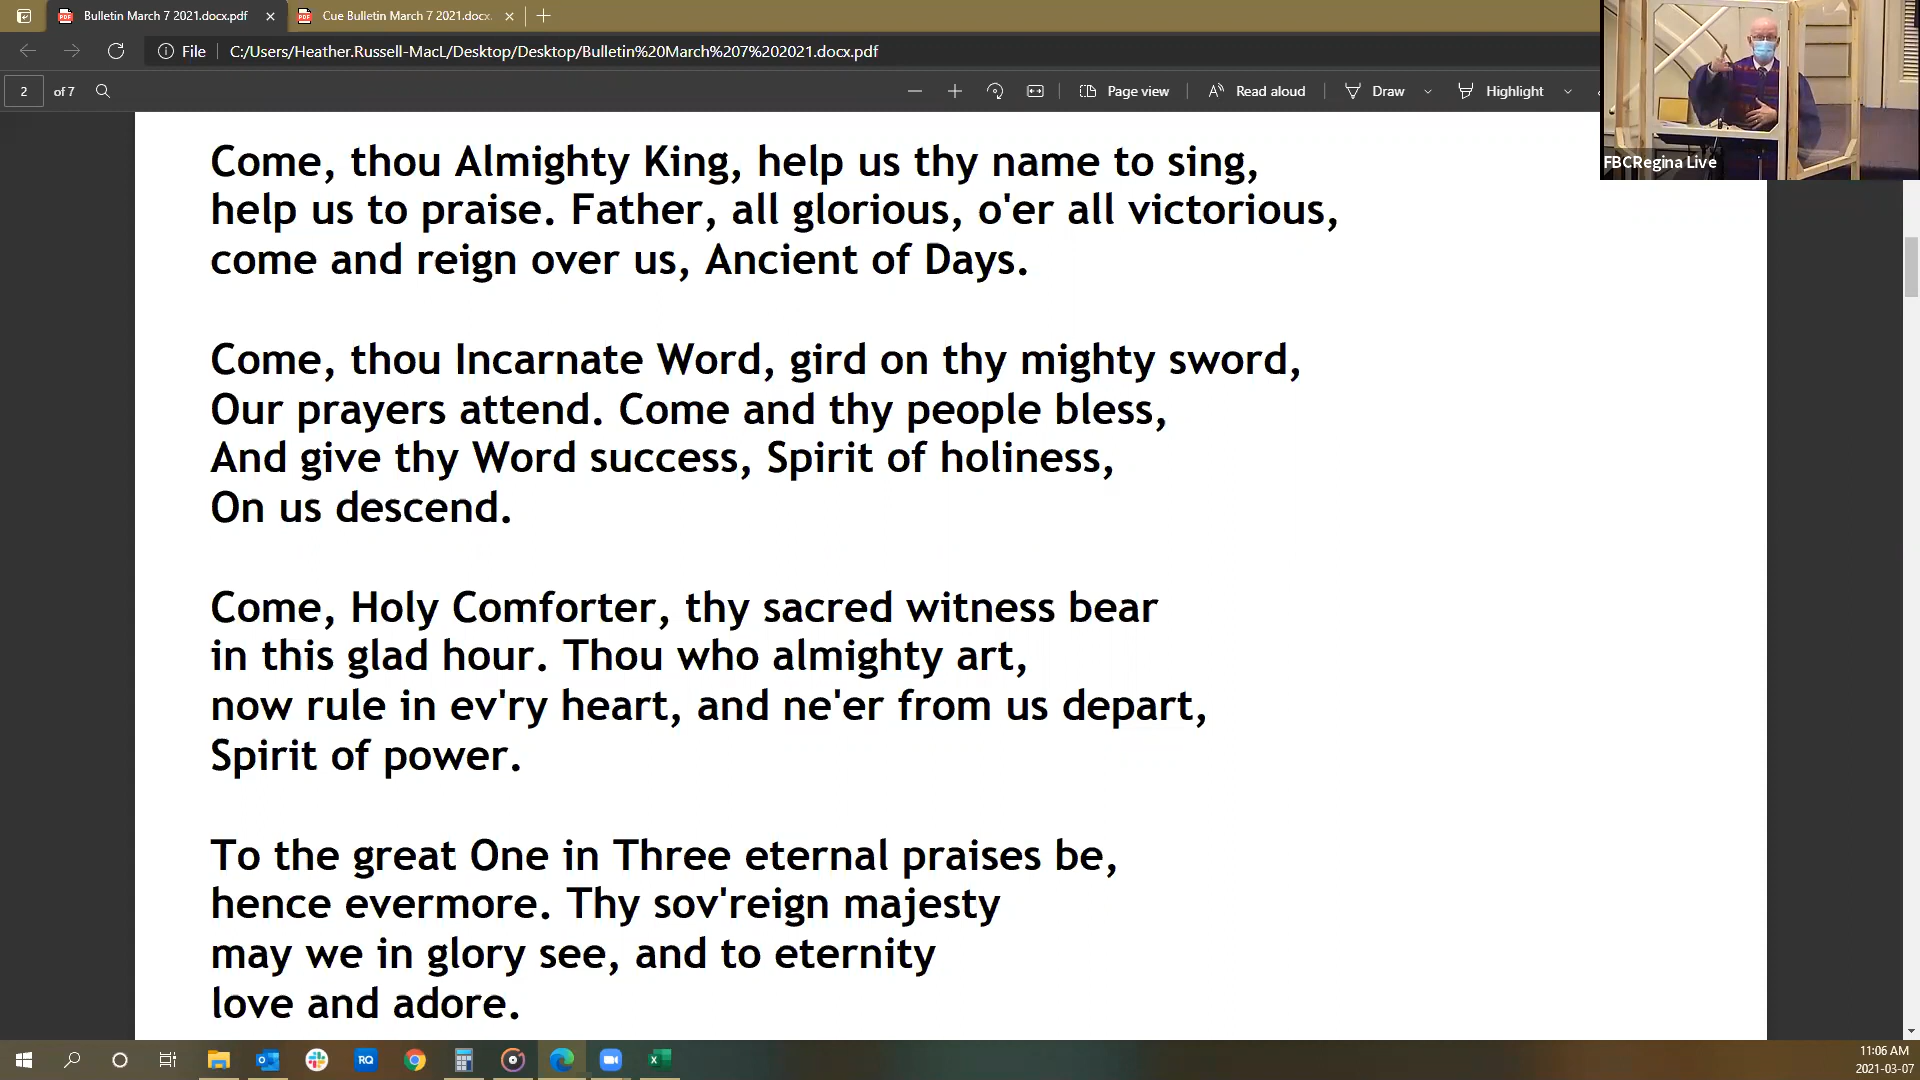 Bulletin March 7 2021.docx.pdf
Cue Bulletin March 7 2021.docx.
File
C:/Users/Heather.Russell-MacL/Desktop/Desktop/Bulletin%20March%207%202021.docx.pdf
2 of 7
Page view
Read aloud
Draw
Highlight
FBCRegina Live
Come, thou Almighty King, help us thy name to sing,
help us to praise. Father, all glorious, o'er all victorious,
come and reign over us, Ancient of Days.
Come, thou Incarnate Word, gird on thy mighty sword,
Our prayers attend. Come and thy people bless,
And give thy Word success, Spirit of holiness,
On us descend.
Come, Holy Comforter, thy sacred witness bear
in this glad hour. Thou who almighty art,
now rule in ev'ry heart, and ne'er from us depart,
Spirit of power.
To the great One in Three eternal praises be,
hence evermore. Thy sov'reign majesty
may we in glory see, and to eternity
love and adore.
RQ
11:06 AM
2021-03-07